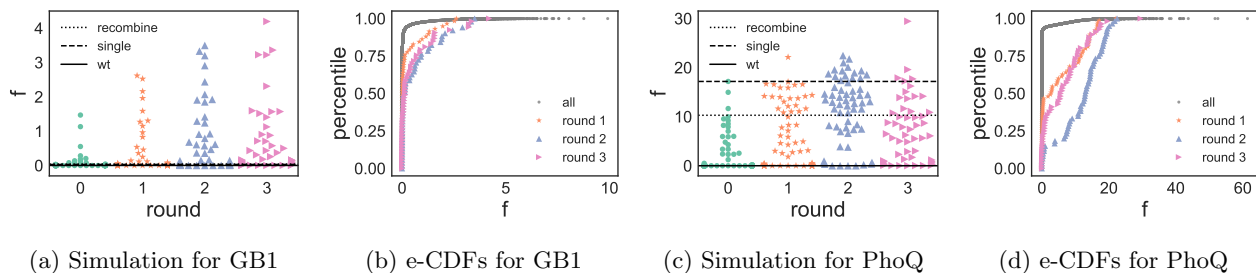 4
3
2
1
0
f
recombine
single
wt
0
1
2
3
round
1.00
0.75
0.50
0.25
0.00
percentile
all
round 1
round 2
round 3
0
5
10
f
30
20
10
0
f
recombine
single
wt
0
1
2
3
round
1.00
0.75
0.50
0.25
0.00
percentile
all
round 1
round 2
round 3
0
20
40
60
f
(a) Simulation for GB1
(b) e-CDFs for GB1
(c) Simulation for PhoQ
(d) e-CDFs for PhoQ